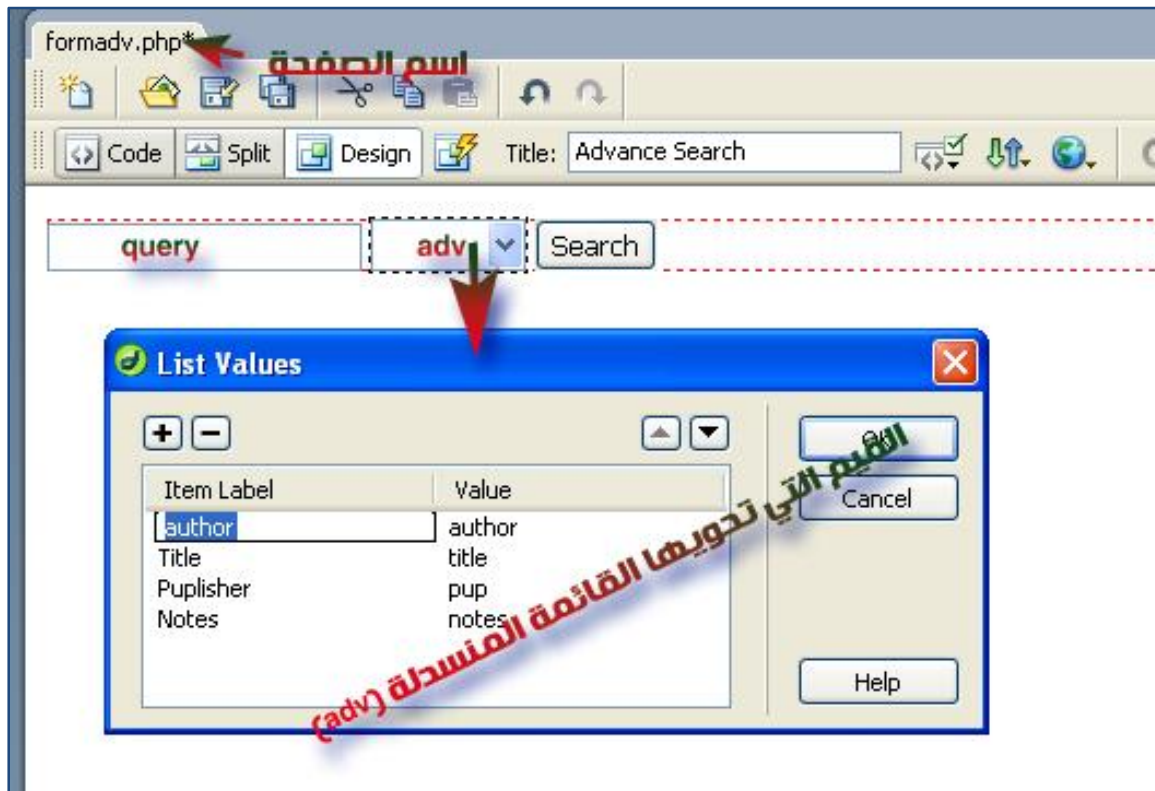 formadv.php*
اسم الصفحة
Code Split Design Title: Advance Search
query adv Search
List Values
Item Label Value
OK
author author
Cancel
Title title
Puplisher pup
Notes notes
القيم التي تحويها القائمة المنسدلة (adv)
Help